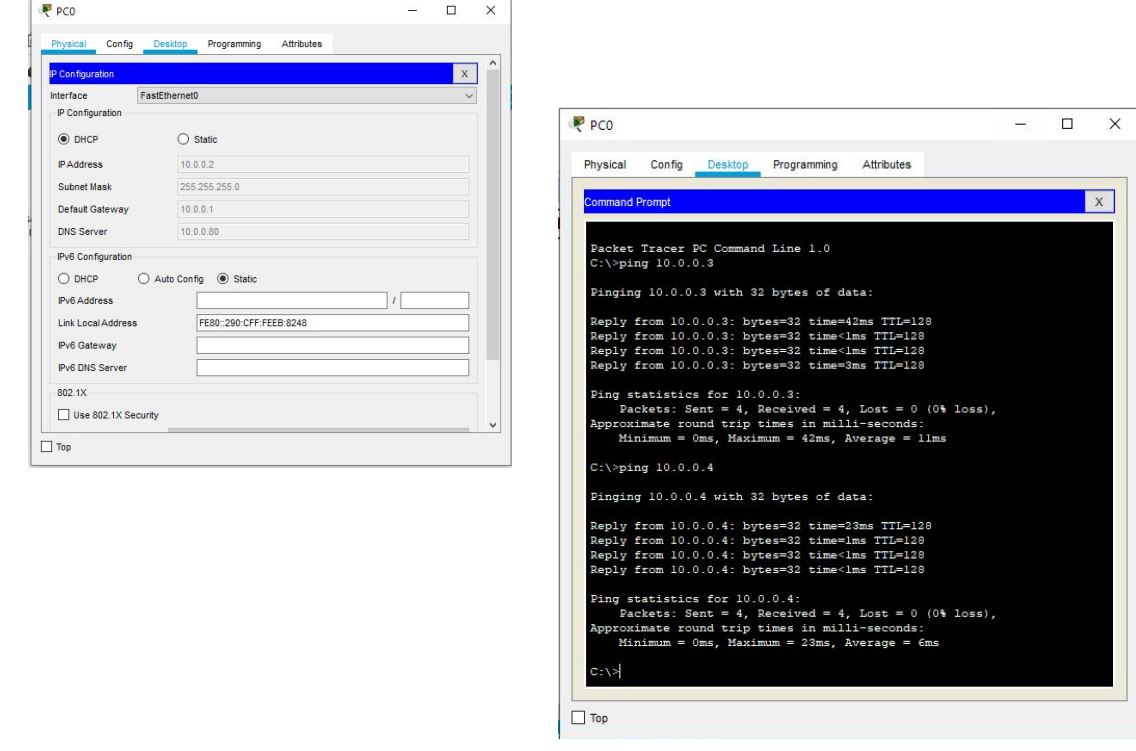 PC0
Physical Config Desktop Programming Attributes
IP Configuration X
Interface FastEthernet0
IP Configuration
DHCP Static
IP Address 10.0.0.2
Subnet Mask 255.255.255.0
Default Gateway 10.0.0.1
DNS Server 10.0.0.80
IPv6 Configuration
DHCP Auto Config Static
IPv6 Address /
Link Local Address FE80::290:CFF:FEEB:8248
IPv6 Gateway
IPv6 DNS Server
802.1X
Use 802.1X Security
Top
PC0
Physical Config Desktop Programming Attributes
Command Prompt X
Packet Tracer PC Command Line 1.0
C:\>ping 10.0.0.3
Pinging 10.0.0.3 with 32 bytes of data:
Reply from 10.0.0.3: bytes=32 time=42ms TTL=128
Reply from 10.0.0.3: bytes=32 time<1ms TTL=128
Reply from 10.0.0.3: bytes=32 time<1ms TTL=128
Reply from 10.0.0.3: bytes=32 time=3ms TTL=128
Ping statistics for 10.0.0.3:
Packets: Sent = 4, Received = 4, Lost = 0 (0% loss),
Approximate round trip times in milli-seconds:
Minimum = 0ms, Maximum = 42ms, Average = 11ms
C:\>ping 10.0.0.4
Pinging 10.0.0.4 with 32 bytes of data:
Reply from 10.0.0.4: bytes=32 time=23ms TTL=128
Reply from 10.0.0.4: bytes=32 time=1ms TTL=128
Reply from 10.0.0.4: bytes=32 time<1ms TTL=128
Reply from 10.0.0.4: bytes=32 time<1ms TTL=128
Ping statistics for 10.0.0.4:
Packets: Sent = 4, Received = 4, Lost = 0 (0% loss),
Approximate round trip times in milli-seconds:
Minimum = 0ms, Maximum = 23ms, Average = 6ms
C:\>
Top